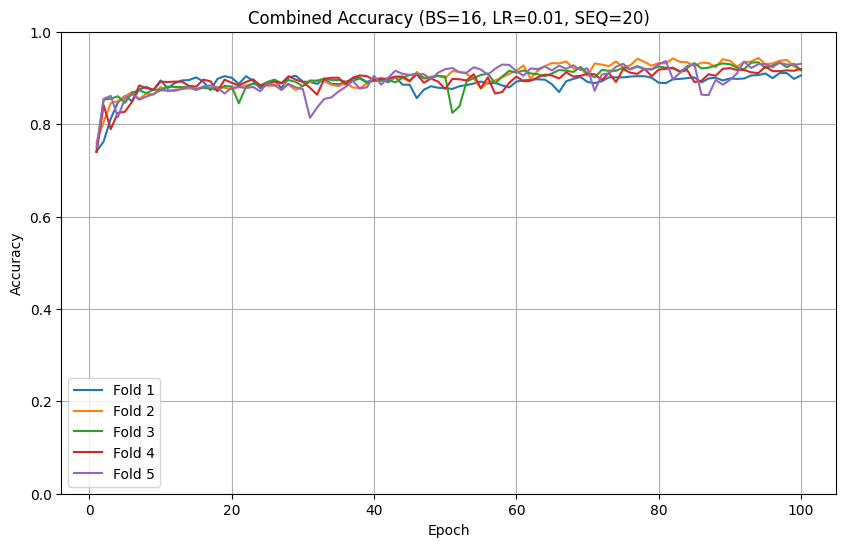 Combined Accuracy (BS=16, LR=0.01, SEQ=20)
1.0
0.8
0.6
0.4
0.2
0.0
Accuracy
Fold 1
Fold 2
Fold 3
Fold 4
Fold 5
0 20 40 60 80 100
Epoch